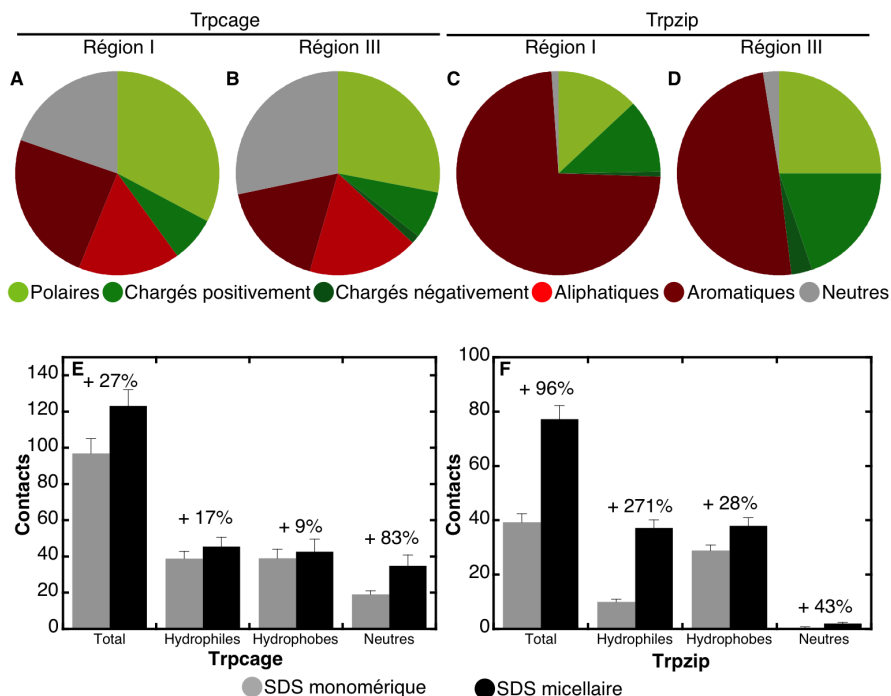 Trpcage
Trpzip
Région I
Région III
Région I
Région III
A
B
C
D
Polaires
Chargés positivement
Chargés négativement
Aliphatiques
Aromatiques
Neutres
E
Contacts
140
120
100
80
60
40
20
0
+ 27%
+ 17%
+ 9%
+ 83%
Total
Hydrophiles
Hydrophobes
Neutres
Trpcage
F
Contacts
100
80
60
40
20
0
+ 96%
+ 271%
+ 28%
+ 43%
Total
Hydrophiles
Hydrophobes
Neutres
Trpzip
SDS monomérique
SDS micellaire